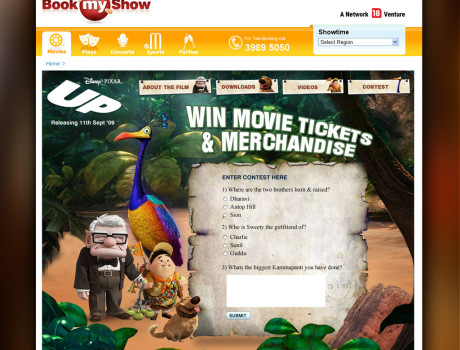 Book my Show
A Network 18 Venture
For Help/Booking call
3989 5050
Showtime
Select Region
Movies
Plays
Concerts
Sports
Parties
Home >
Disney · PIXAR
UP
Releasing 11th Sept '09
ABOUT THE FILM
DOWNLOADS
VIDEOS
CONTEST
WIN MOVIE TICKETS
& MERCHANDISE
ENTER CONTEST HERE
1) Where are the two brothers born & raised?
Dharavi
Antop Hill
Sion
2) Who is Sweety the girlfriend of?
Charlie
Sunil
Guddu
3) Whats the biggest Kammapanti you have done?
SUBMIT